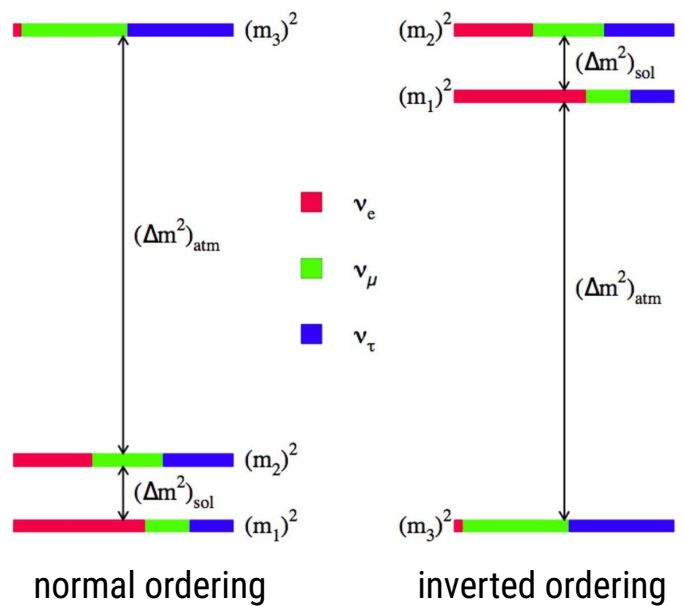 (m₃)²
(m₂)²
(Δm²)sol
(m₁)²
νe
(Δm²)atm
νμ
(Δm²)atm
ντ
(m₂)²
(Δm²)sol
(m₁)²
(m₃)²
normal ordering
inverted ordering